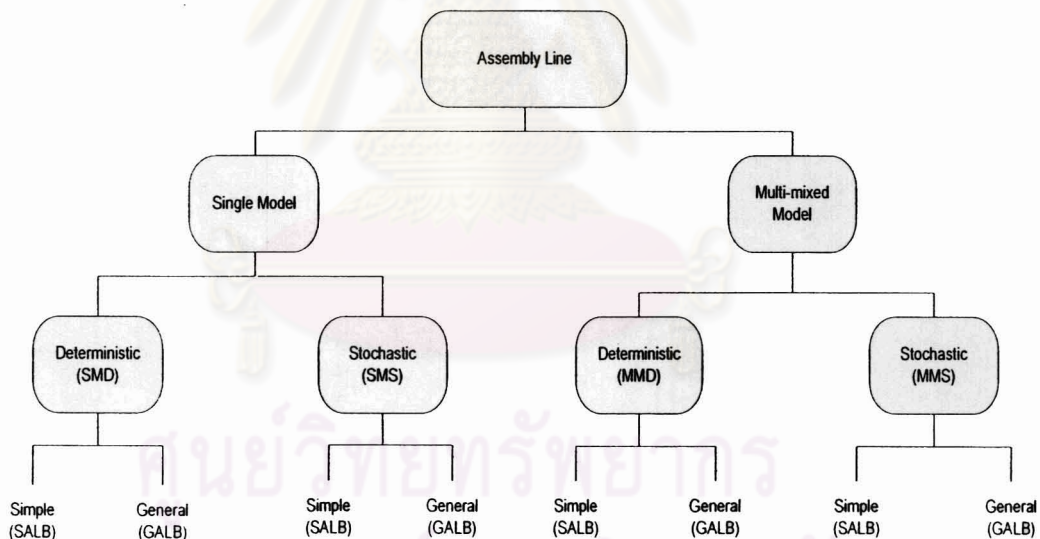 Assembly Line
Single Model
Multi-mixed
Model
Deterministic
(SMD)
Stochastic
(SMS)
Deterministic
(MMD)
Stochastic
(MMS)
Simple
(SALB)
General
(GALB)
Simple
(SALB)
General
(GALB)
Simple
(SALB)
General
(GALB)
Simple
(SALB)
General
(GALB)
ศูนย์วิทยทรัพยากร